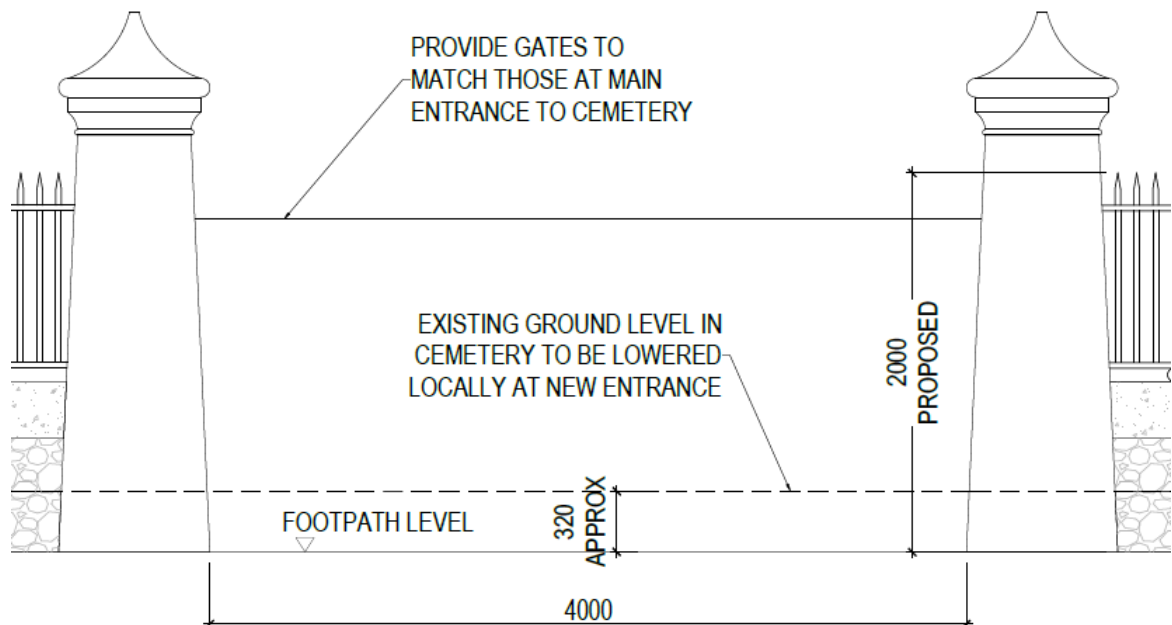 PROVIDE GATES TO
MATCH THOSE AT MAIN
ENTRANCE TO CEMETERY
EXISTING GROUND LEVEL IN
CEMETERY TO BE LOWERED
LOCALLY AT NEW ENTRANCE
2000
PROPOSED
320
APPROX
FOOTPATH LEVEL
4000